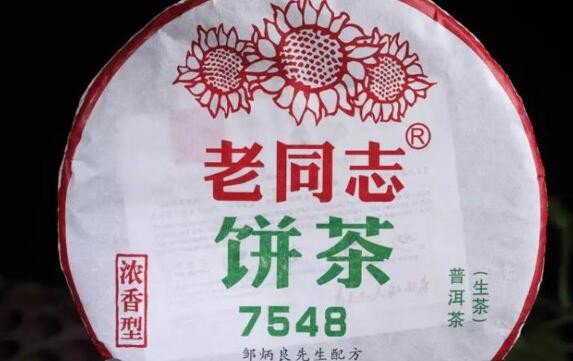 老同志®
饼茶
7548
浓香型
普洱茶
(生茶)
邹炳良先生配方